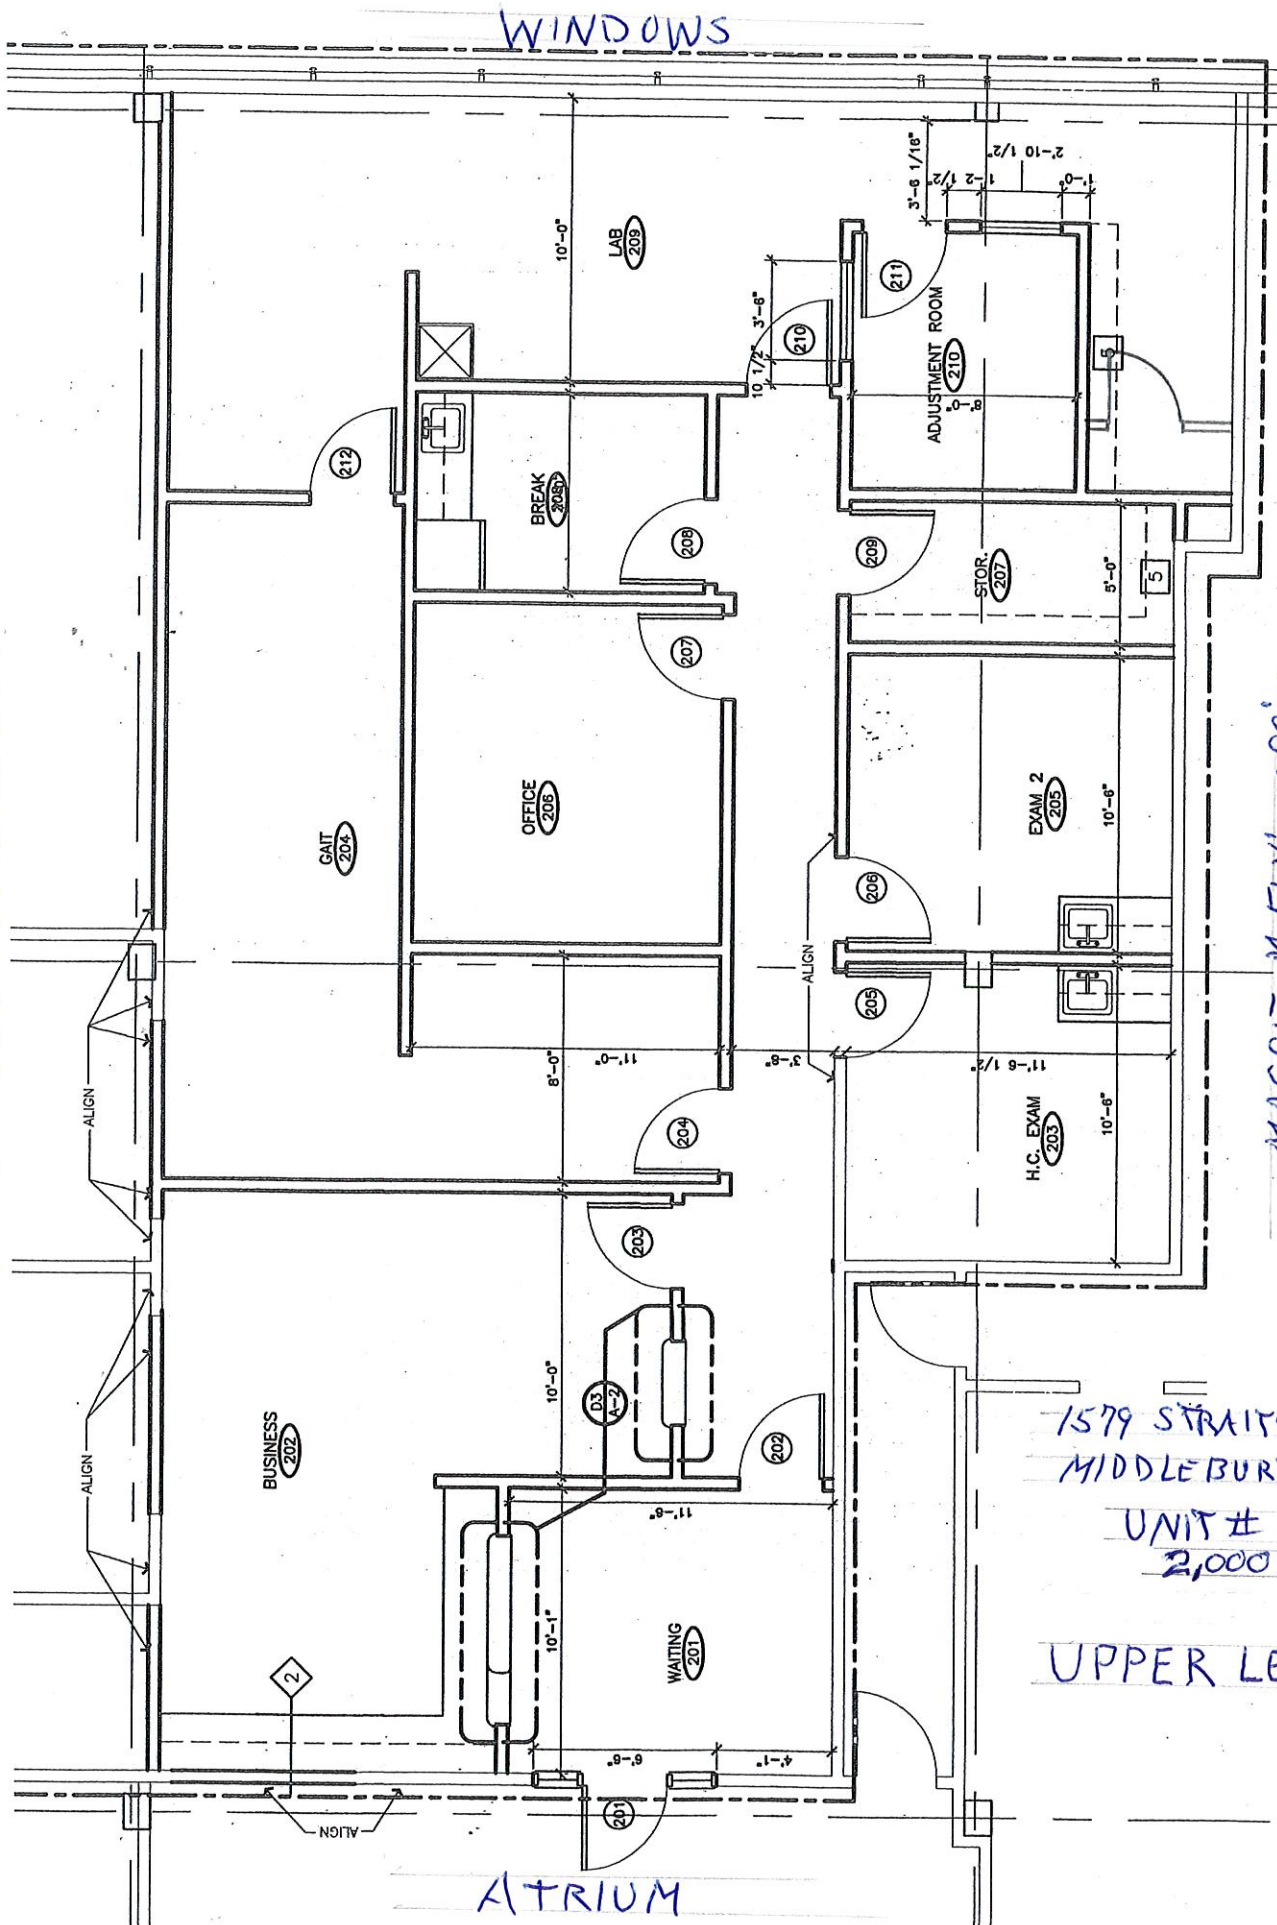 WINDOWS
10'-0"
LAB
209
3'-6 1/16"
1'-2 1/2"
2'-10 1/2"
1'-0"
10 1/2"
3'-6"
210
211
ADJUSTMENT ROOM
210
8'-0"
212
BREAK
208
209
STOR.
207
5'-0"
5
OFFICE
206
207
GAIT
204
EXAM 2
205
10'-6"
206
ALIGN
205
ALIGN
8'-0"
11'-0"
3'-8"
11'-6 1/2"
204
H.C. EXAM
203
10'-6"
203
10'-0"
D3
A-2
BUSINESS
202
ALIGN
202
11'-6"
1579 STRAIT
MIDDLEBUR
UNIT #
2,000
10'-1"
WAITING
201
UPPER LE
2
6'-6"
4'-1"
ALIGN
201
ATRIUM